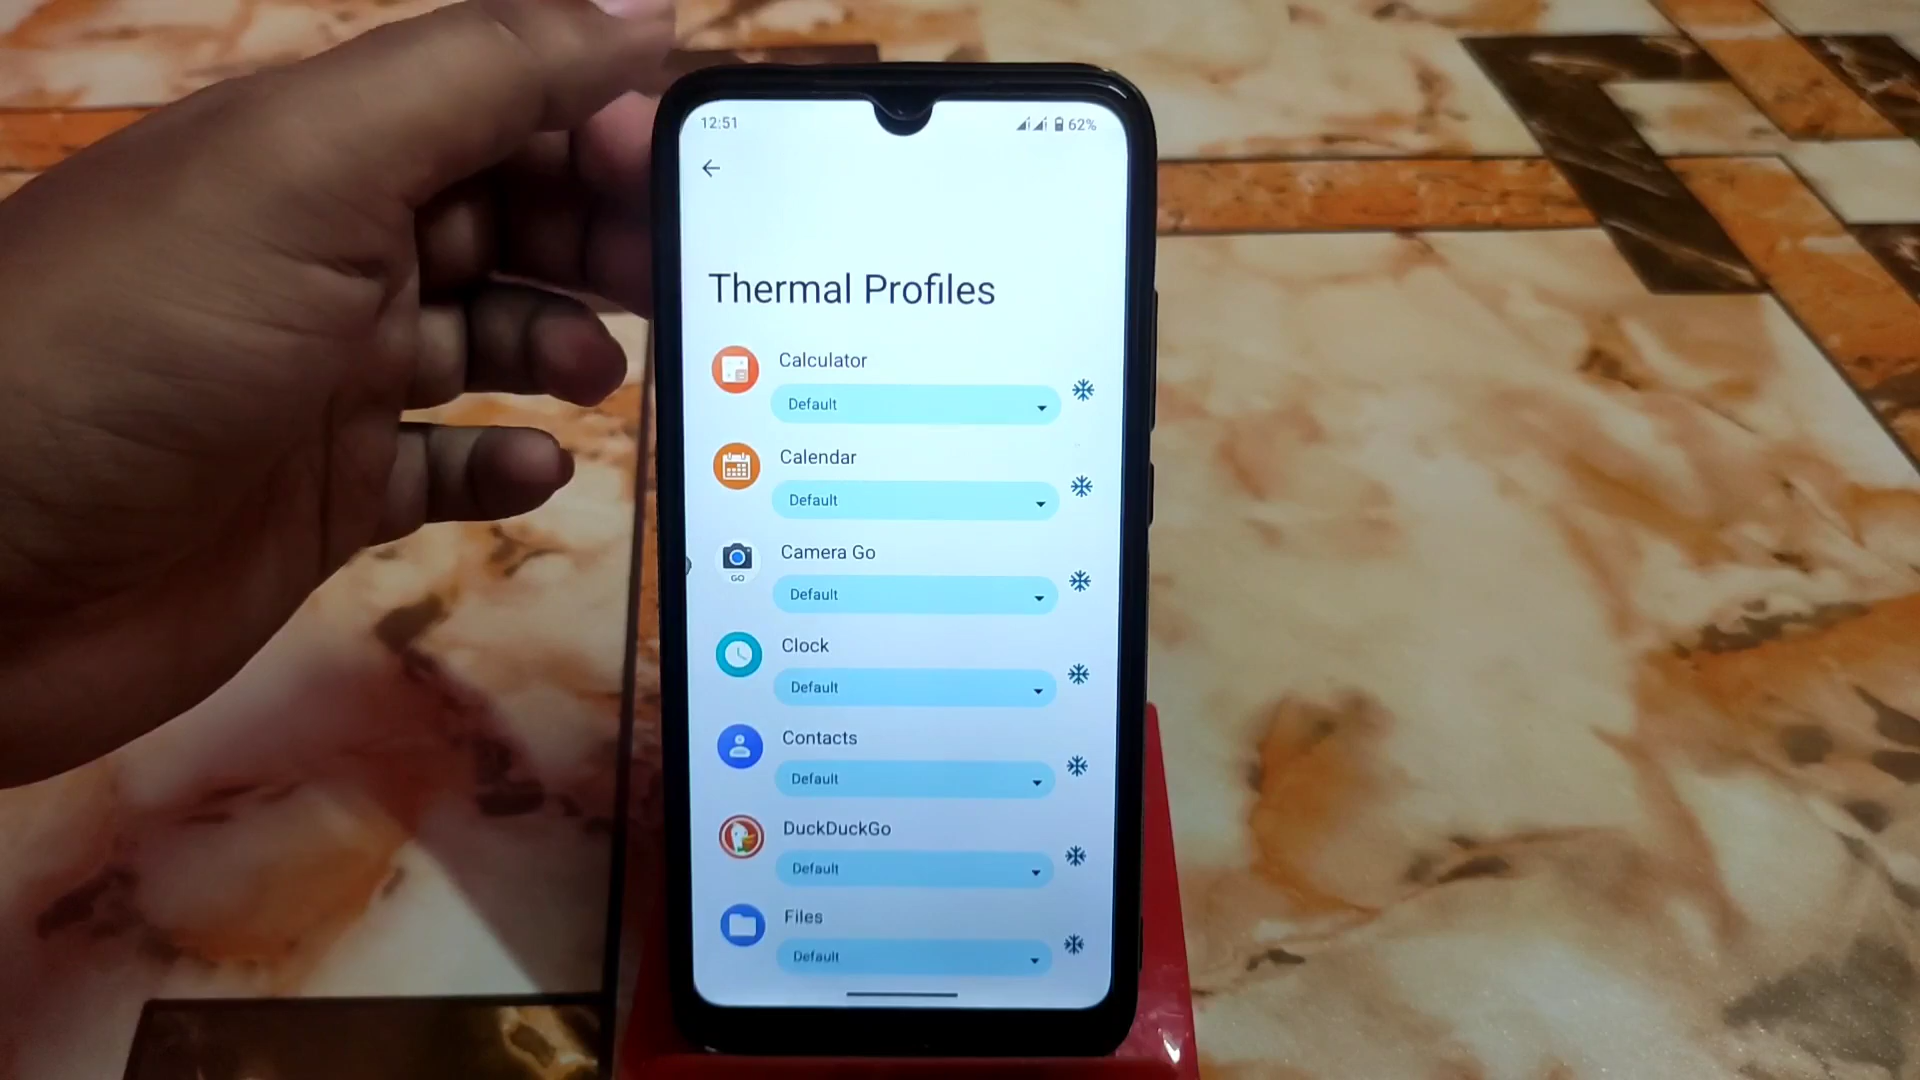 12:51
62%
Thermal Profiles
Calculator
Default
Calendar
Default
Camera Go
GO
Default
Clock
Default
Contacts
Default
DuckDuckGo
Default
Files
Default